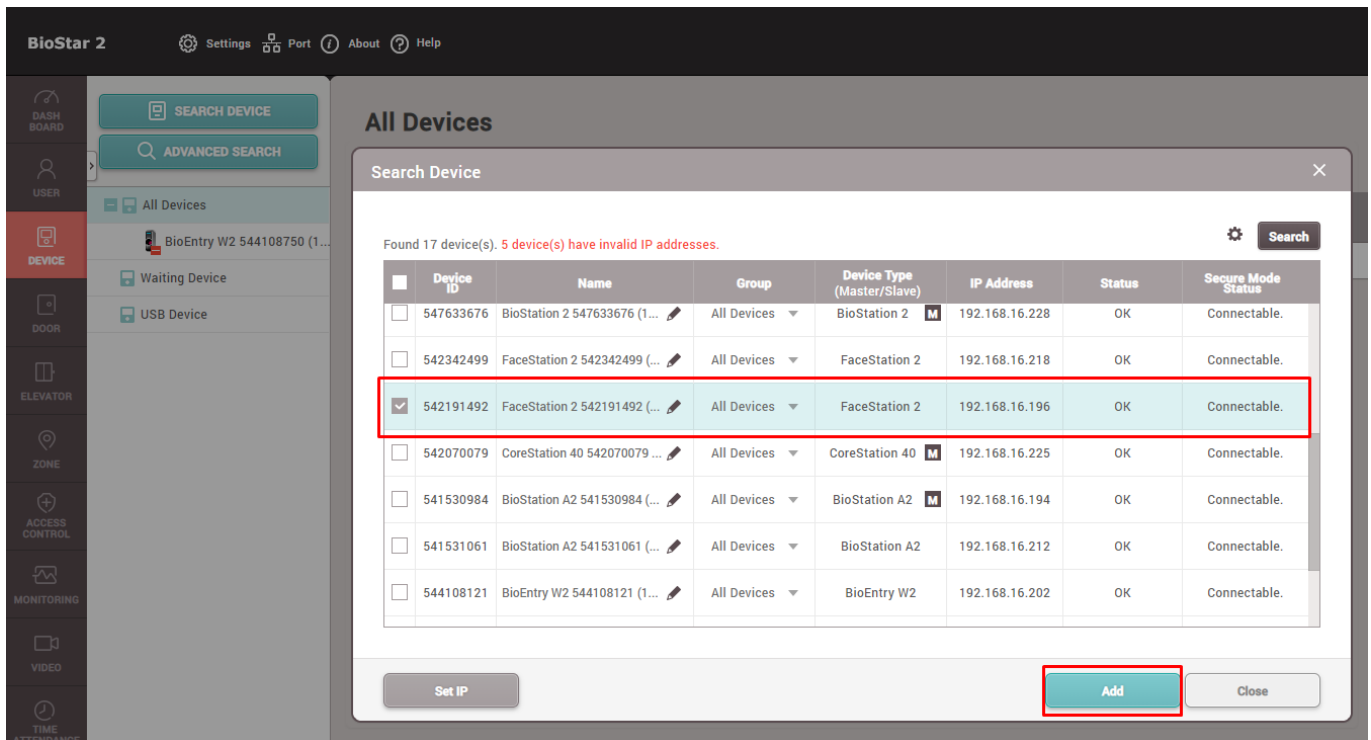 BioStar 2 Settings Port About Help
DASH
BOARD
USER
DEVICE
DOOR
ELEVATOR
ZONE
ACCESS
CONTROL
MONITORING
VIDEO
TIME
ATTENDANCE
SEARCH DEVICE
ADVANCED SEARCH
All Devices
BioEntry W2 544108750 (1...
Waiting Device
USB Device
All Devices
Search Device
Found 17 device(s). 5 device(s) have invalid IP addresses. Search
Device ID Name Group Device Type (Master/Slave) IP Address Status Secure Mode Status
547633676 BioStation 2 547633676 (1... All Devices BioStation 2 M 192.168.16.228 OK Connectable.
542342499 FaceStation 2 542342499 (... All Devices FaceStation 2 192.168.16.218 OK Connectable.
542191492 FaceStation 2 542191492 (... All Devices FaceStation 2 192.168.16.196 OK Connectable.
542070079 CoreStation 40 542070079 ... All Devices CoreStation 40 M 192.168.16.225 OK Connectable.
541530984 BioStation A2 541530984 (... All Devices BioStation A2 M 192.168.16.194 OK Connectable.
541531061 BioStation A2 541531061 (... All Devices BioStation A2 192.168.16.212 OK Connectable.
544108121 BioEntry W2 544108121 (1... All Devices BioEntry W2 192.168.16.202 OK Connectable.
Set IP Add Close